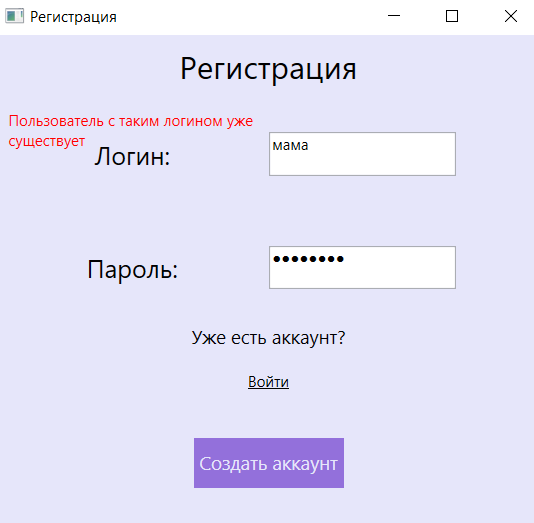 Регистрация
Регистрация
Пользователь с таким логином уже
существует
Логин:
мама
Пароль:
••••••••
Уже есть аккаунт?
Войти
Создать аккаунт